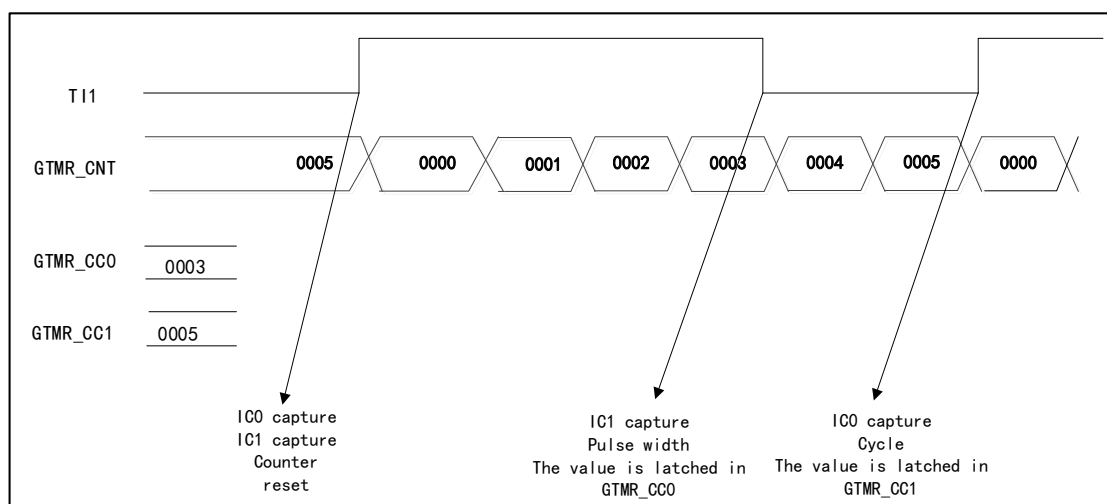 TI1
GTMR_CNT
0005 0000 0001 0002 0003 0004 0005 0000
GTMR_CC0
0003
GTMR_CC1
0005
IC0 capture
IC1 capture
Counter
reset
IC1 capture
Pulse width
The value is latched in
GTMR_CC0
IC0 capture
Cycle
The value is latched in
GTMR_CC1